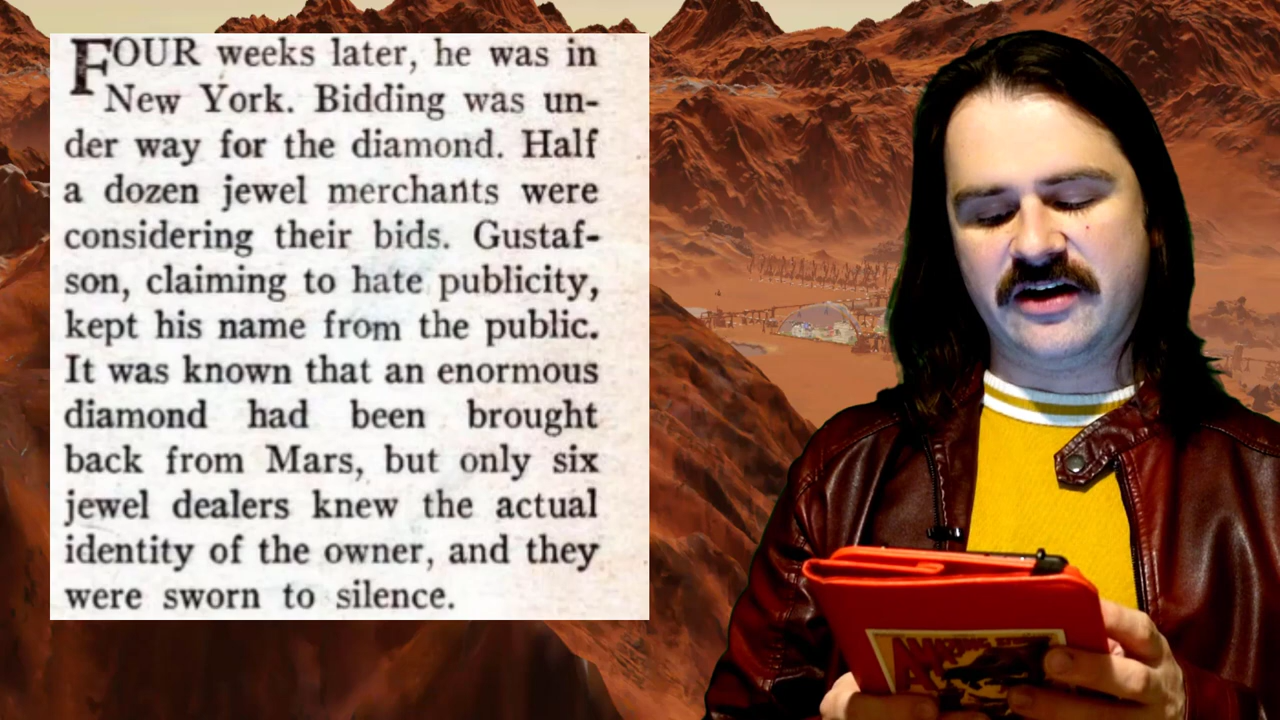 FOUR weeks later, he was in
New York. Bidding was un-
der way for the diamond. Half
a dozen jewel merchants were
considering their bids. Gustaf-
son, claiming to hate publicity,
kept his name from the public.
It was known that an enormous
diamond had been brought
back from Mars, but only six
jewel dealers knew the actual
identity of the owner, and they
were sworn to silence.
AMAZING